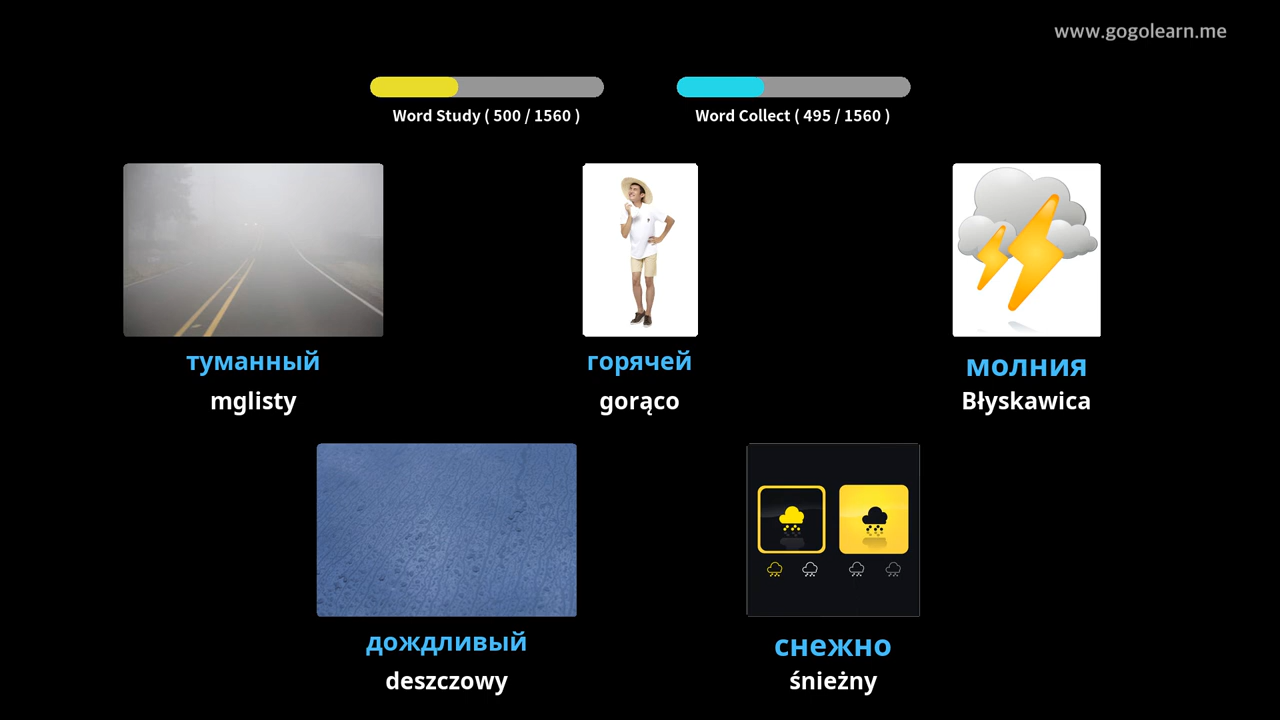 www.gogolearn.me
Word Study ( 500 / 1560 )
Word Collect ( 495 / 1560 )
туманный
mglisty
горячей
gorąco
молния
Błyskawica
дождливый
deszczowy
снежно
śnieżny